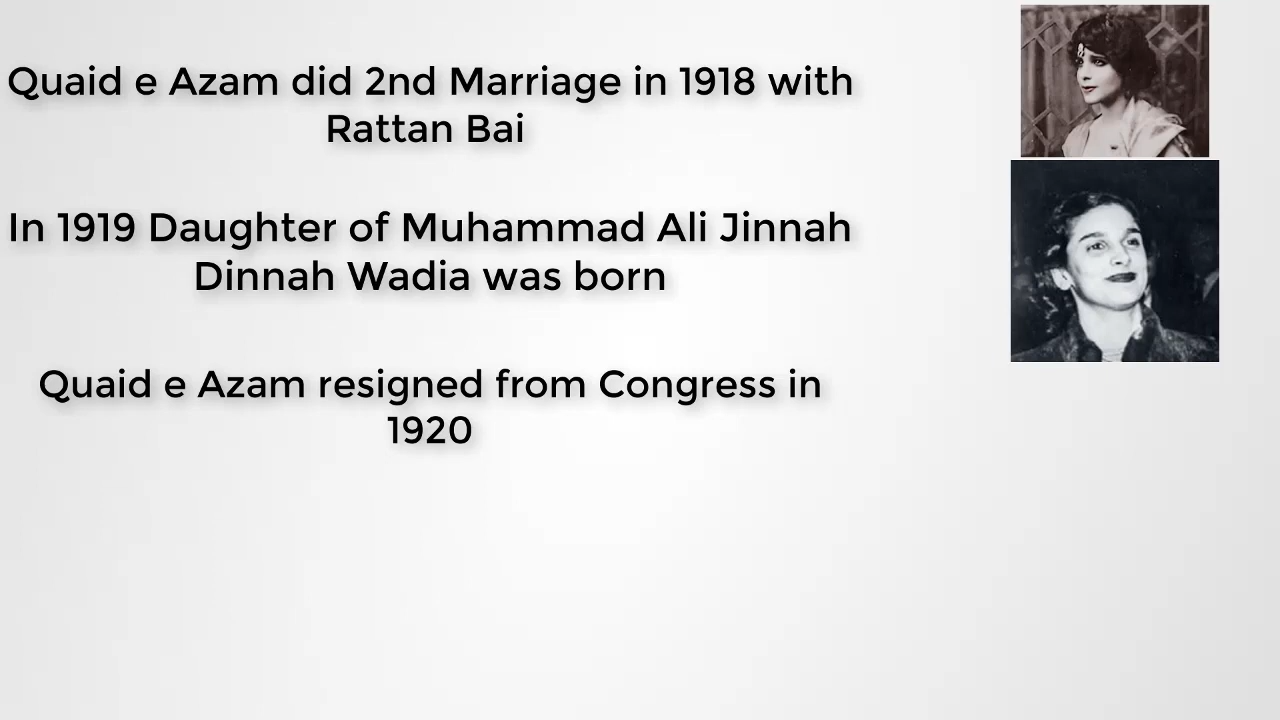 Quaid e Azam did 2nd Marriage in 1918 with
Rattan Bai
In 1919 Daughter of Muhammad Ali Jinnah
Dinnah Wadia was born
Quaid e Azam resigned from Congress in
1920